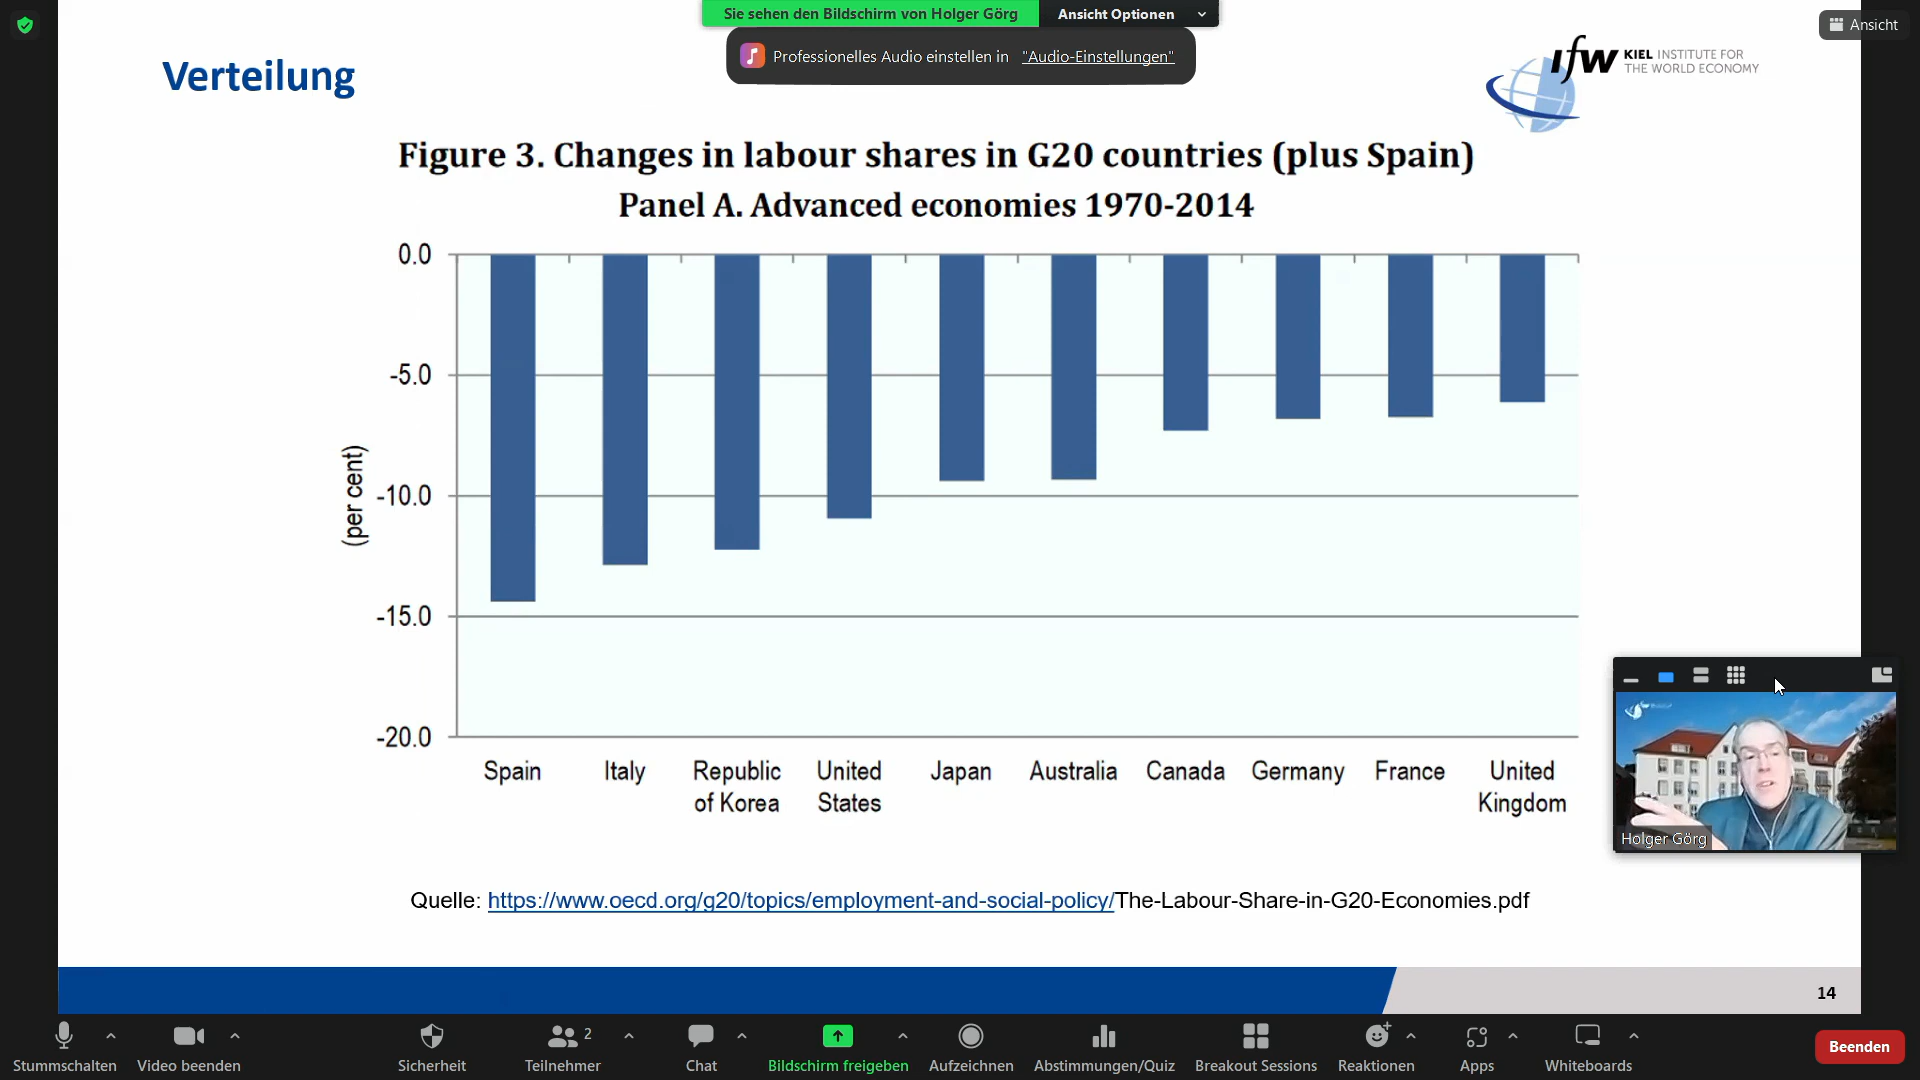 Sie sehen den Bildschirm von Holger Görg
Ansicht Optionen
Ansicht
Professionelles Audio einstellen in "Audio-Einstellungen"
Verteilung
ifw KIEL INSTITUTE FOR
THE WORLD ECONOMY
Figure 3. Changes in labour shares in G20 countries (plus Spain)
Panel A. Advanced economies 1970-2014
(per cent)
0.0
-5.0
-10.0
-15.0
-20.0
Spain
Italy
Republic
of Korea
United
States
Japan
Australia
Canada
Germany
France
United
Kingdom
Holger Görg
Quelle: https://www.oecd.org/g20/topics/employment-and-social-policy/The-Labour-Share-in-G20-Economies.pdf
14
Stummschalten
Video beenden
Sicherheit
2
Teilnehmer
Chat
Bildschirm freigeben
Aufzeichnen
Abstimmungen/Quiz
Breakout Sessions
Reaktionen
Apps
Whiteboards
Beenden